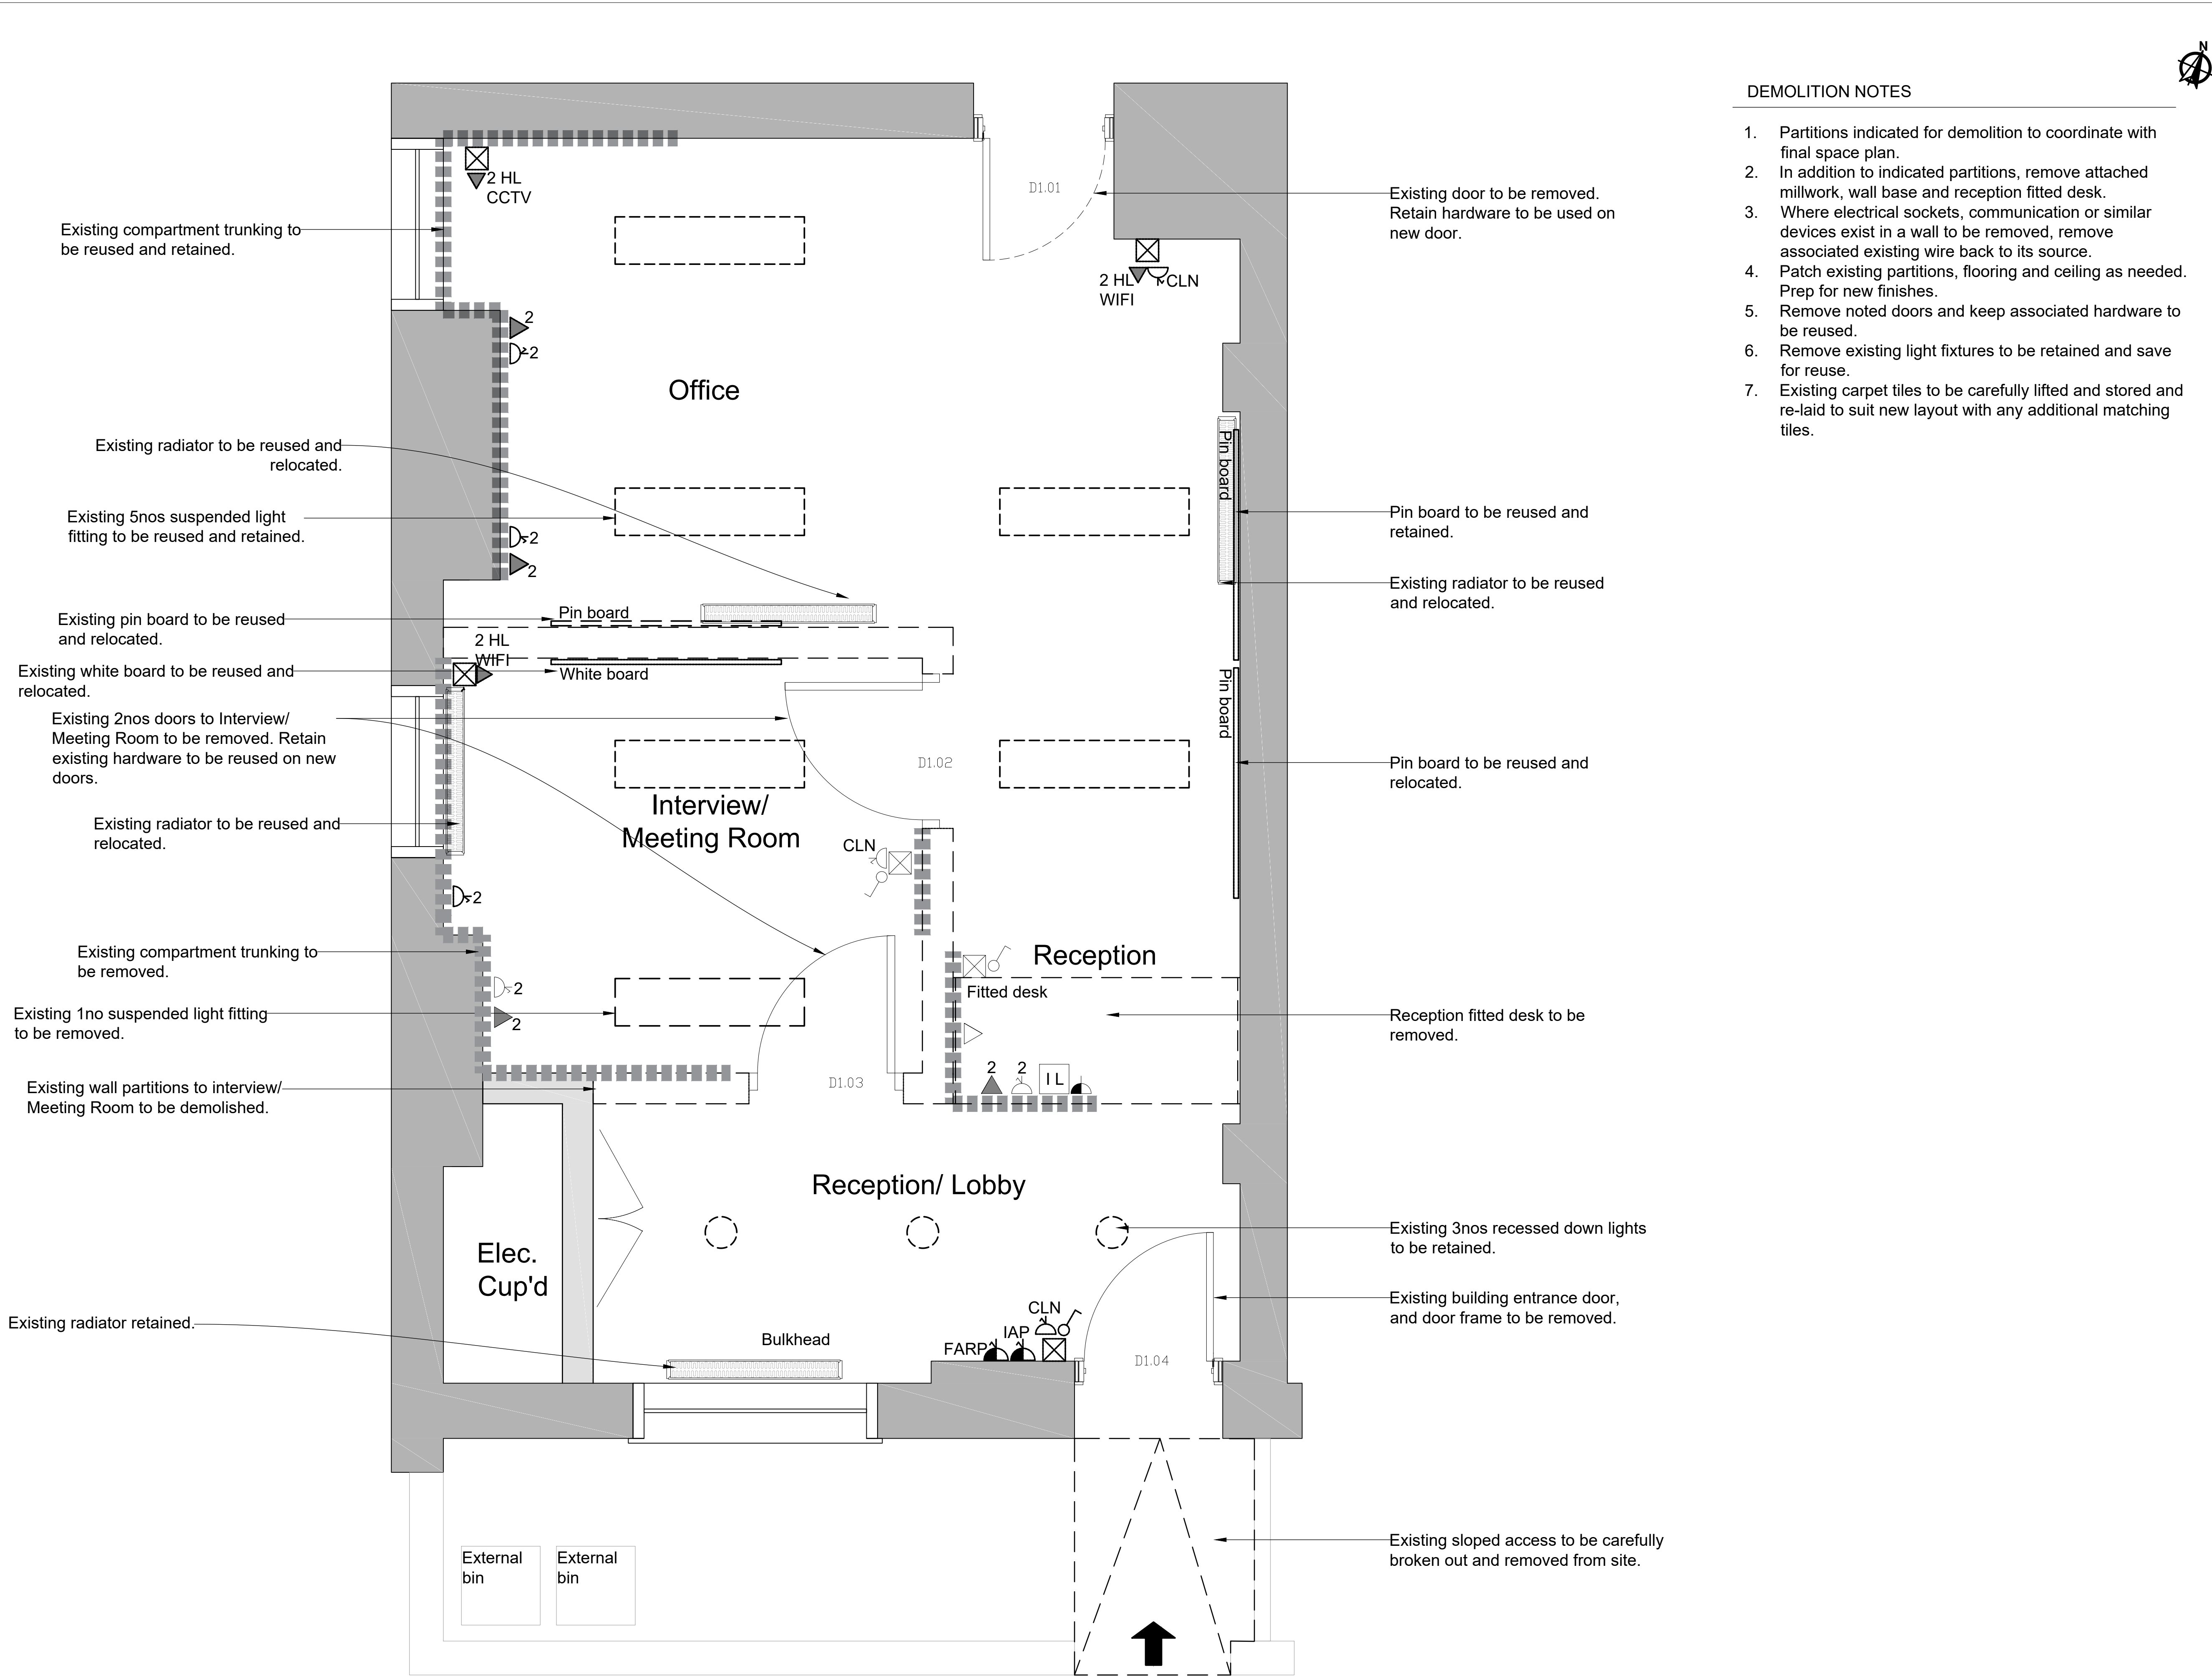 N
DEMOLITION NOTES
1. Partitions indicated for demolition to coordinate with
final space plan.
2. In addition to indicated partitions, remove attached
millwork, wall base and reception fitted desk.
3. Where electrical sockets, communication or similar
devices exist in a wall to be removed, remove
associated existing wire back to its source.
4. Patch existing partitions, flooring and ceiling as needed.
Prep for new finishes.
5. Remove noted doors and keep associated hardware to
be reused.
6. Remove existing light fixtures to be retained and save
for reuse.
7. Existing carpet tiles to be carefully lifted and stored and
re-laid to suit new layout with any additional matching
tiles.
Existing compartment trunking to
be reused and retained.
Existing radiator to be reused and
relocated.
Existing 5nos suspended light
fitting to be reused and retained.
Existing pin board to be reused
and relocated.
Existing white board to be reused and
relocated.
Existing 2nos doors to Interview/
Meeting Room to be removed. Retain
existing hardware to be reused on new
doors.
Existing radiator to be reused and
relocated.
Existing compartment trunking to
be removed.
Existing 1no suspended light fitting
to be removed.
Existing wall partitions to interview/
Meeting Room to be demolished.
Existing radiator retained.
2 HL
CCTV
D1.01
2 HL
WIFI
CLN
2
2
Office
2
2
Pin board
Pin board
2 HL
WIFI
White board
D1.02
Pin board
Interview/
Meeting Room
CLN
2
Reception
Fitted desk
2
2
2
2
I L
D1.03
Reception/ Lobby
Elec.
Cup'd
Bulkhead
CLN
IAP
FARP
D1.04
External
bin
External
bin
Existing door to be removed.
Retain hardware to be used on
new door.
Pin board to be reused and
retained.
Existing radiator to be reused
and relocated.
Pin board to be reused and
relocated.
Reception fitted desk to be
removed.
Existing 3nos recessed down lights
to be retained.
Existing building entrance door,
and door frame to be removed.
Existing sloped access to be carefully
broken out and removed from site.